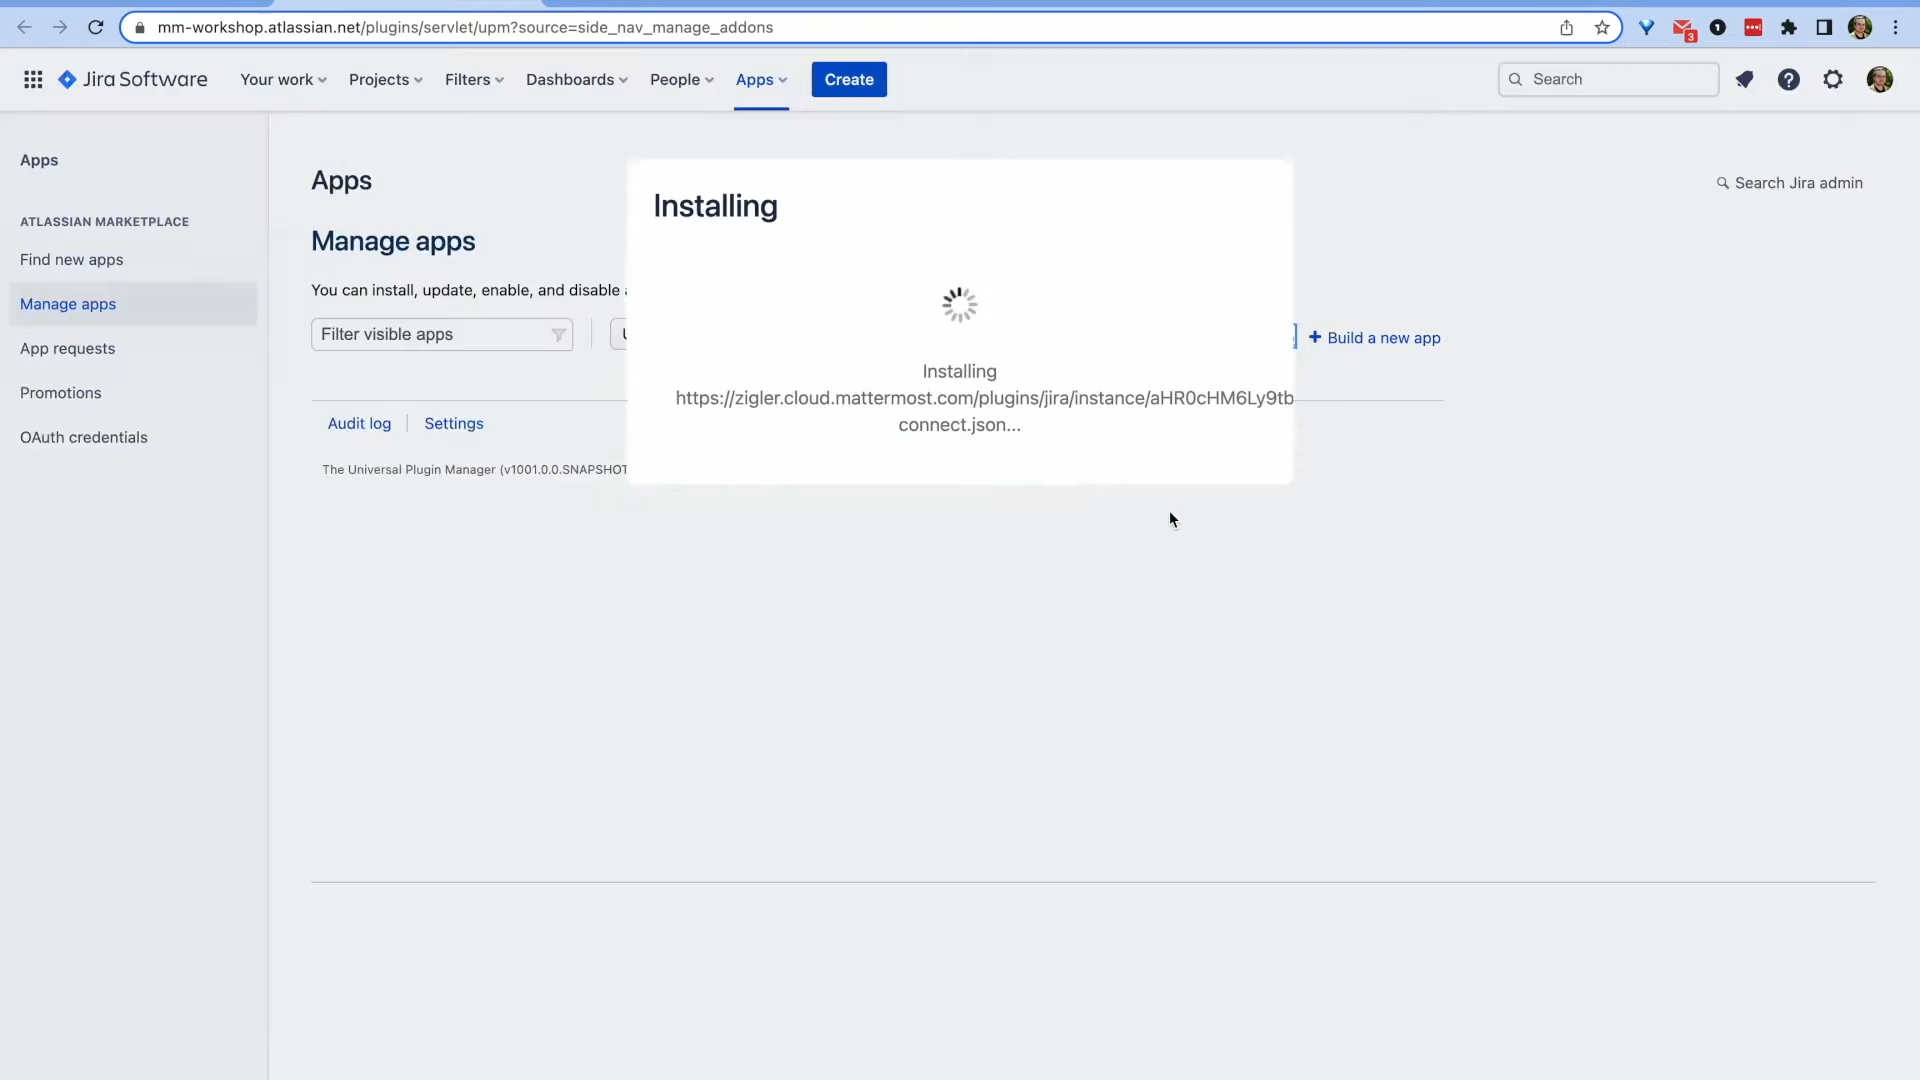 mm-workshop.atlassian.net/plugins/servlet/upm?source=side_nav_manage_addons
3
Jira Software
Your work
Projects
Filters
Dashboards
People
Apps
Create
Search
Apps
ATLASSIAN MARKETPLACE
Find new apps
Manage apps
App requests
Promotions
OAuth credentials
Apps
Search Jira admin
Manage apps
You can install, update, enable, and disable
Filter visible apps
Build a new app
Audit log
Settings
The Universal Plugin Manager (v1001.0.0.SNAPSHOT
Installing
Installing
https://zigler.cloud.mattermost.com/plugins/jira/instance/aHR0cHM6Ly9tb
connect.json...